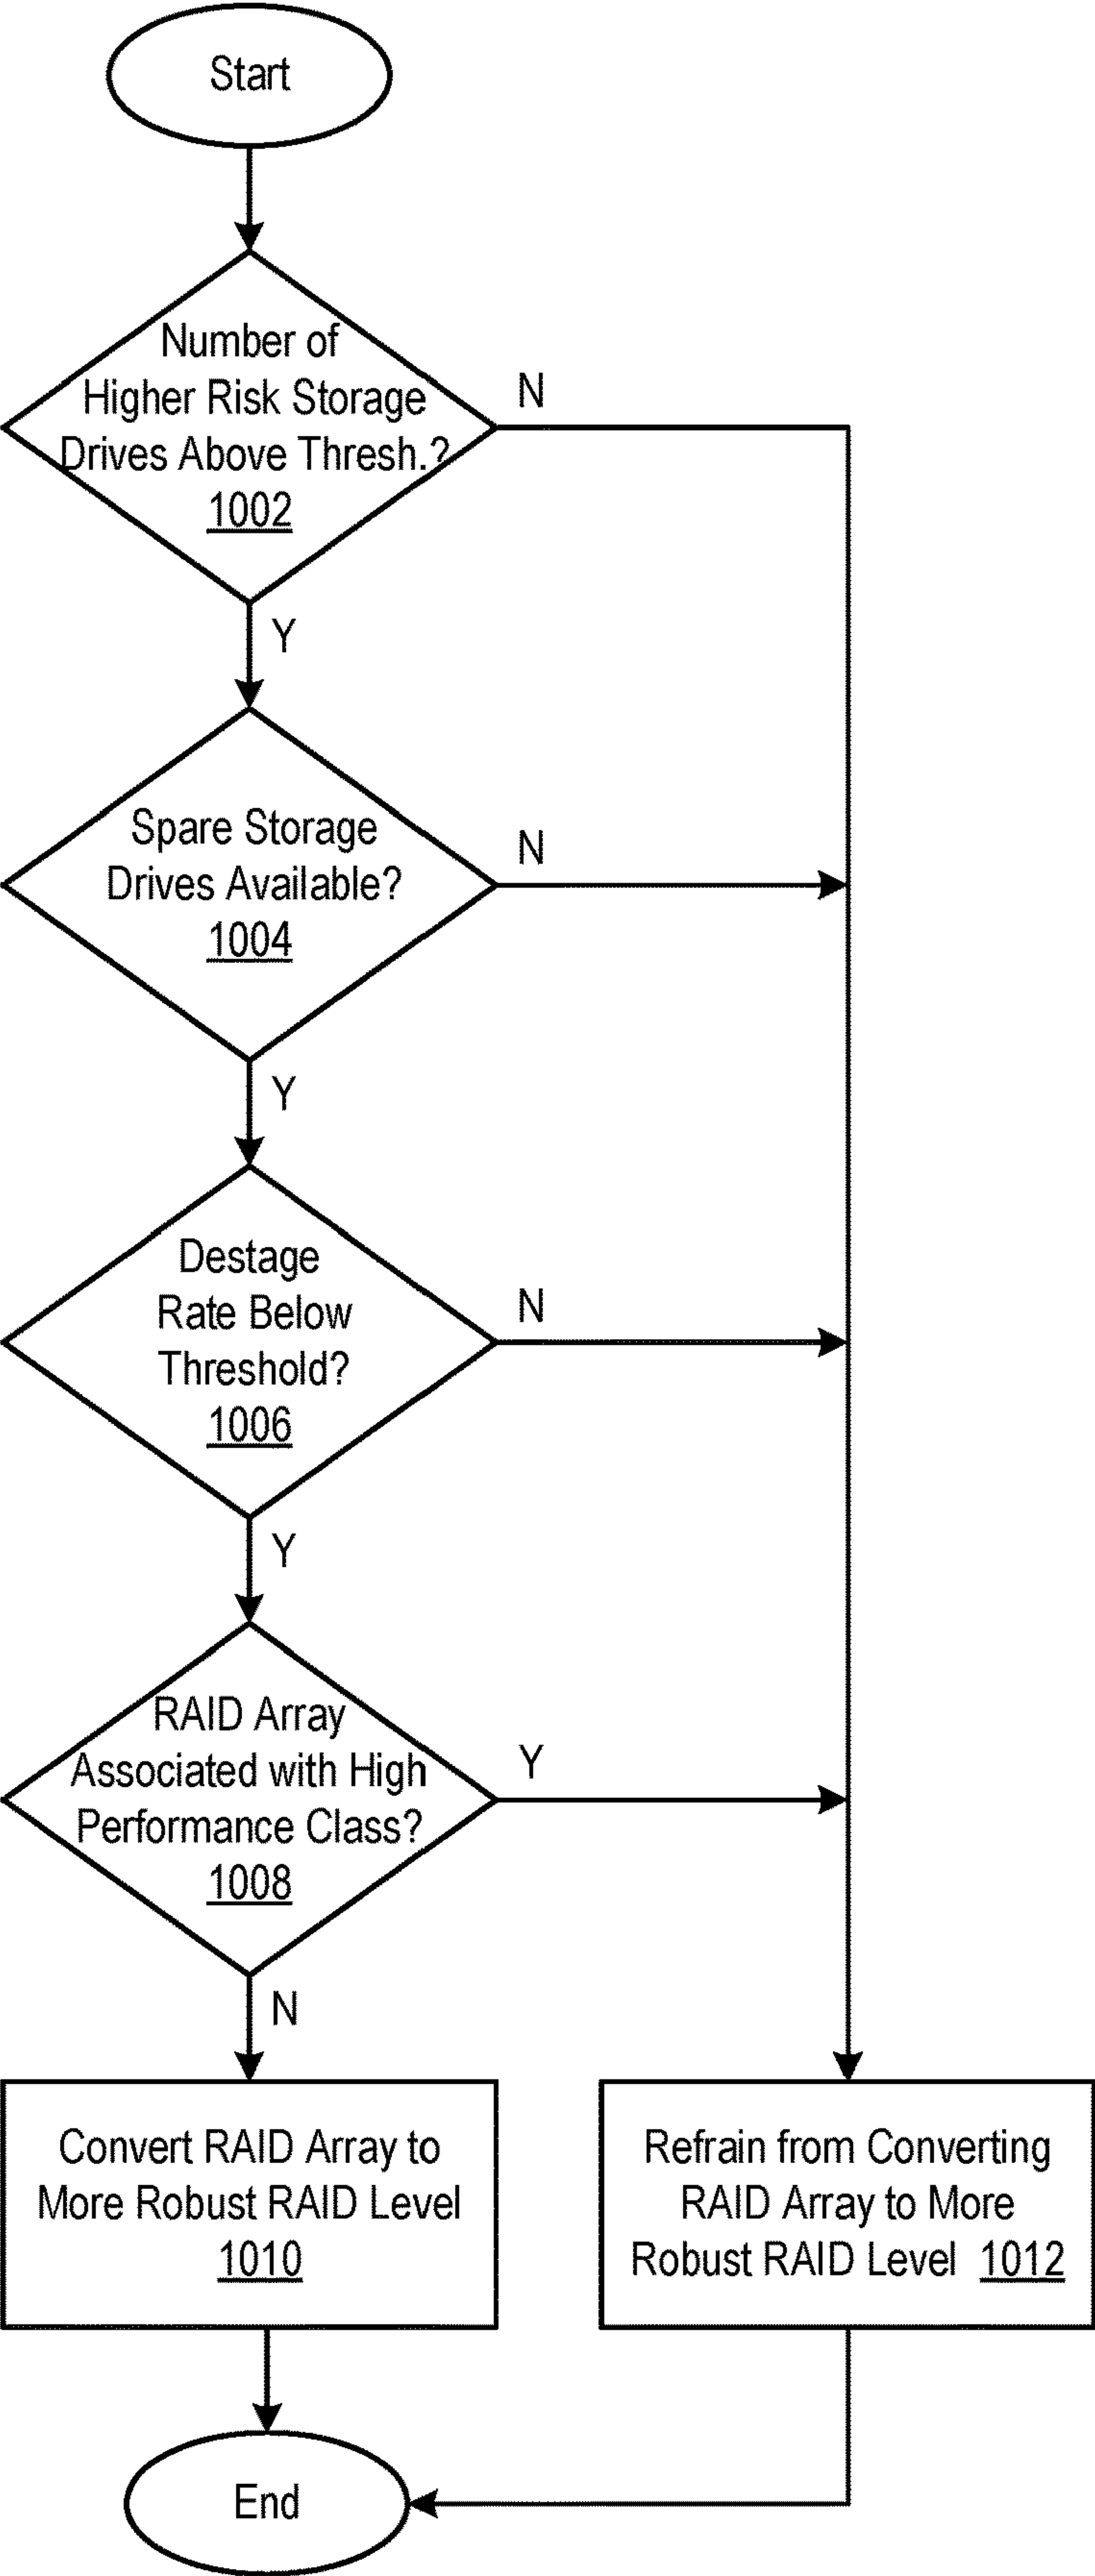 Start
Number of
Higher Risk Storage
Drives Above Thresh.?
1002
N
Y
Spare Storage
Drives Available?
1004
N
Y
Destage
Rate Below
Threshold?
1006
N
Y
RAID Array
Associated with High
Performance Class?
1008
Y
N
Convert RAID Array to
More Robust RAID Level
1010
Refrain from Converting
RAID Array to More
Robust RAID Level 1012
End